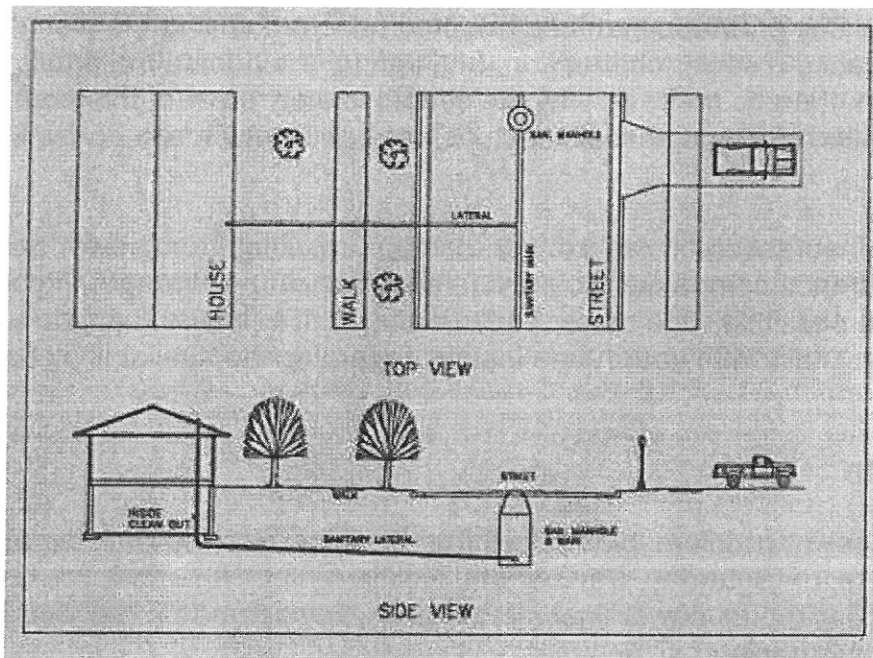 SAN. MANHOLE
LATERAL
HOUSE
WALK
SANITARY MAIN
STREET
TOP VIEW
STREET
WALK
INSIDE
CLEAN OUT
SAN. MANHOLE
& MAIN
SANITARY LATERAL
SIDE VIEW